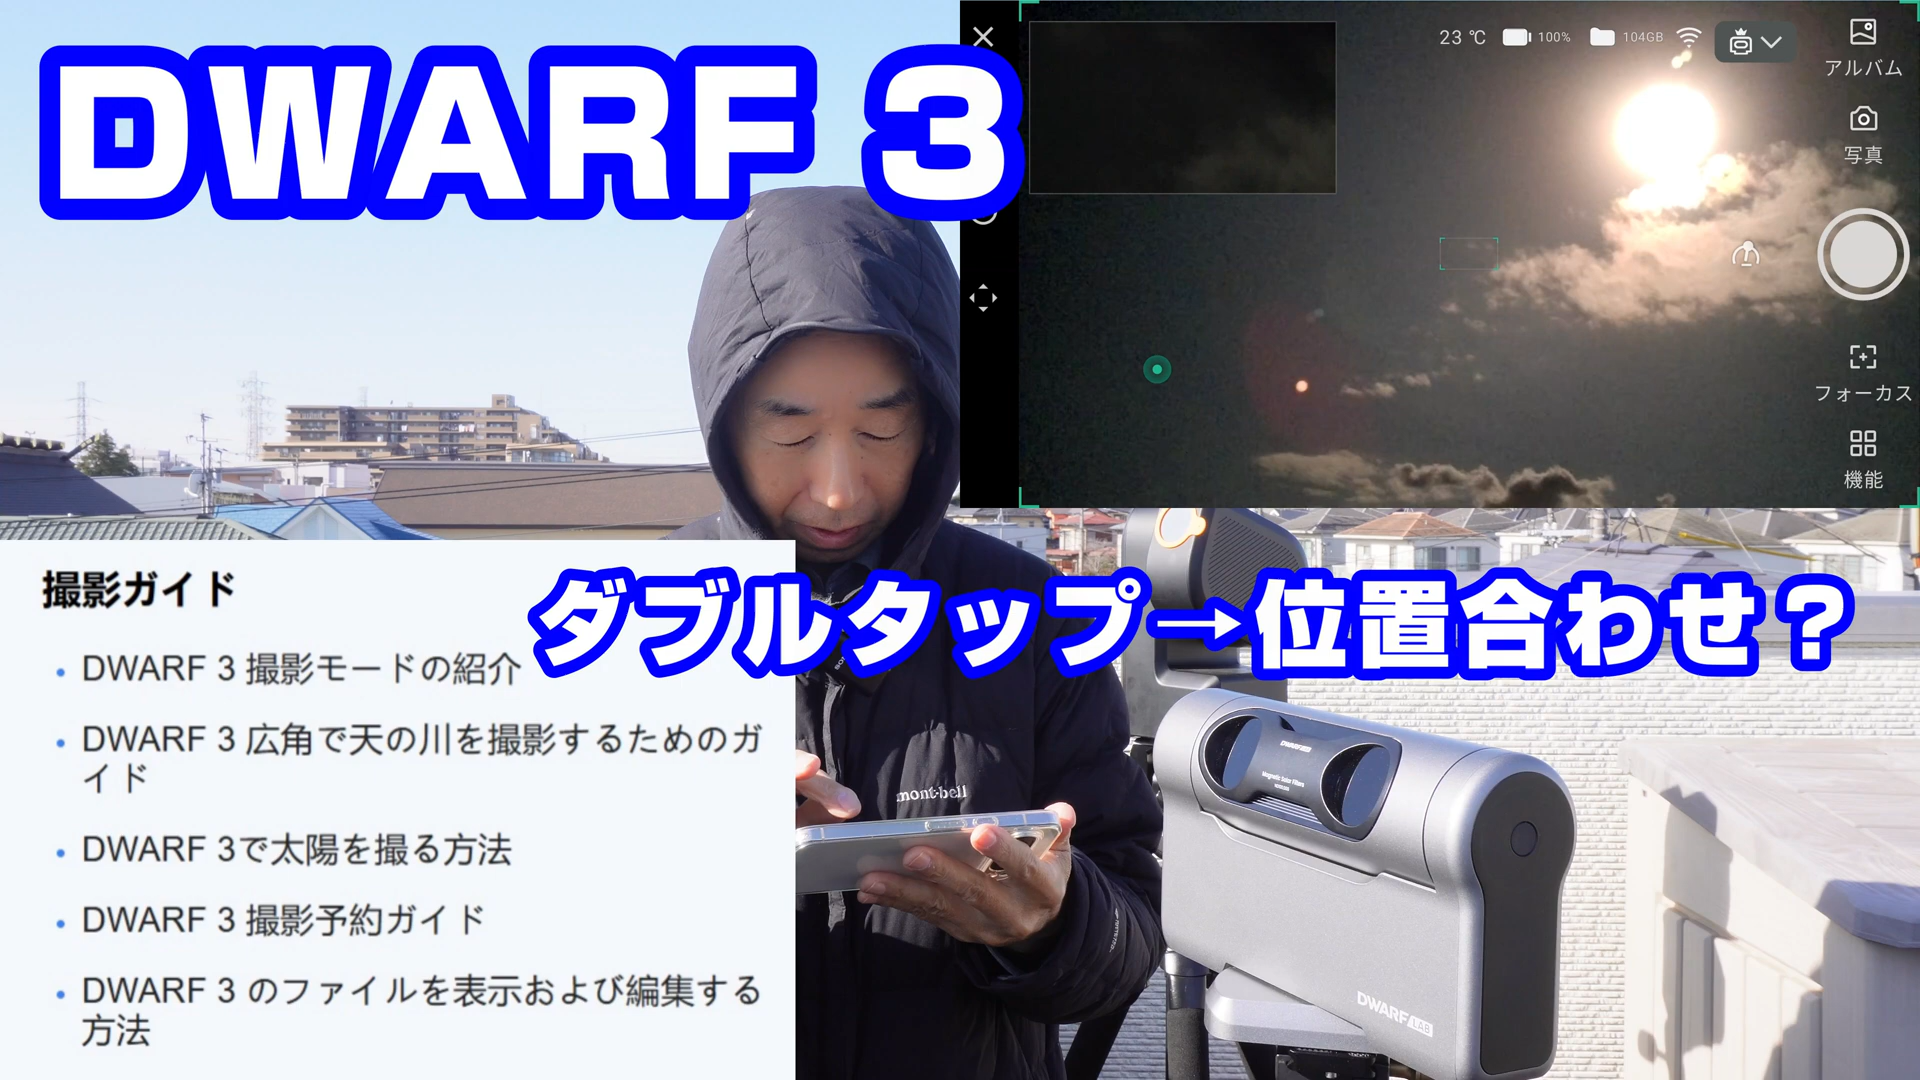 DWARF 3
23 ℃
100%
104GB
アルバム
写真
フォーカス
機能
ダブルタップ→位置合わせ？
撮影ガイド
• DWARF 3 撮影モードの紹介
• DWARF 3 広角で天の川を撮影するためのガ
イド
• DWARF 3で太陽を撮る方法
• DWARF 3 撮影予約ガイド
• DWARF 3 のファイルを表示および編集する
方法
mont-bell
DWARFLAB
Magnetic Solar Filters
DWARFLAB